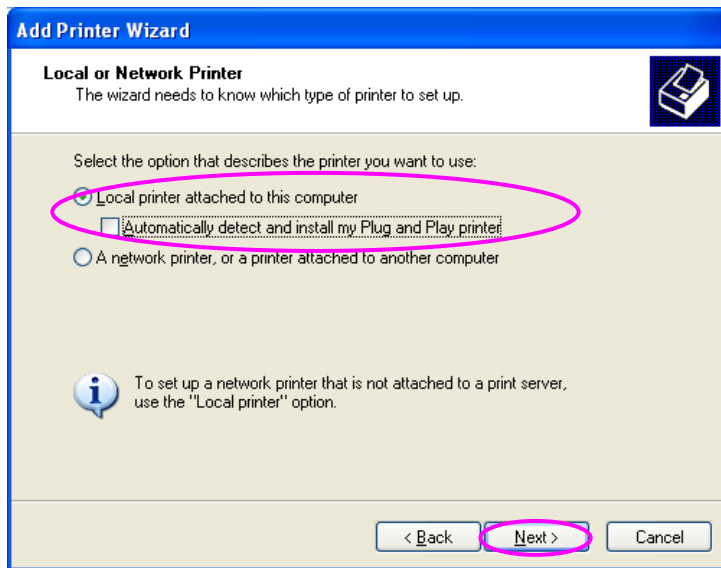 Add Printer Wizard
Local or Network Printer
The wizard needs to know which type of printer to set up.
Select the option that describes the printer you want to use:
Local printer attached to this computer
Automatically detect and install my Plug and Play printer
A network printer, or a printer attached to another computer
To set up a network printer that is not attached to a print server,
use the "Local printer" option.
< Back Next > Cancel